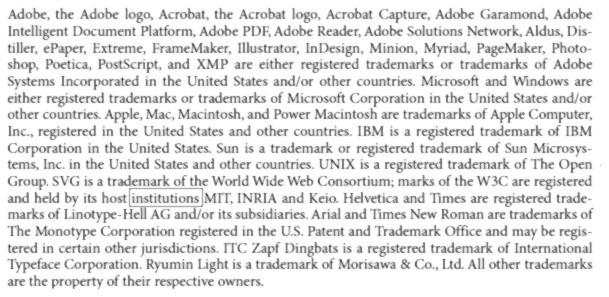 Adobe, the Adobe logo, Acrobat, the Acrobat logo, Acrobat Capture, Adobe Garamond, Adobe
Intelligent Document Platform, Adobe PDF, Adobe Reader, Adobe Solutions Network, Aldus, Dis-
tiller, ePaper, Extreme, FrameMaker, Illustrator, InDesign, Minion, Myriad, PageMaker, Photo-
shop, Poetica, PostScript, and XMP are either registered trademarks or trademarks of Adobe
Systems Incorporated in the United States and/or other countries. Microsoft and Windows are
either registered trademarks or trademarks of Microsoft Corporation in the United States and/or
other countries. Apple, Mac, Macintosh, and Power Macintosh are trademarks of Apple Computer,
Inc., registered in the United States and other countries. IBM is a registered trademark of IBM
Corporation in the United States. Sun is a trademark or registered trademark of Sun Microsys-
tems, Inc. in the United States and other countries. UNIX is a registered trademark of The Open
Group. SVG is a trademark of the World Wide Web Consortium; marks of the W3C are registered
and held by its host institutions MIT, INRIA and Keio. Helvetica and Times are registered trade-
marks of Linotype-Hell AG and/or its subsidiaries. Arial and Times New Roman are trademarks of
The Monotype Corporation registered in the U.S. Patent and Trademark Office and may be regis-
tered in certain other jurisdictions. ITC Zapf Dingbats is a registered trademark of International
Typeface Corporation. Ryumin Light is a trademark of Morisawa & Co., Ltd. All other trademarks
are the property of their respective owners.